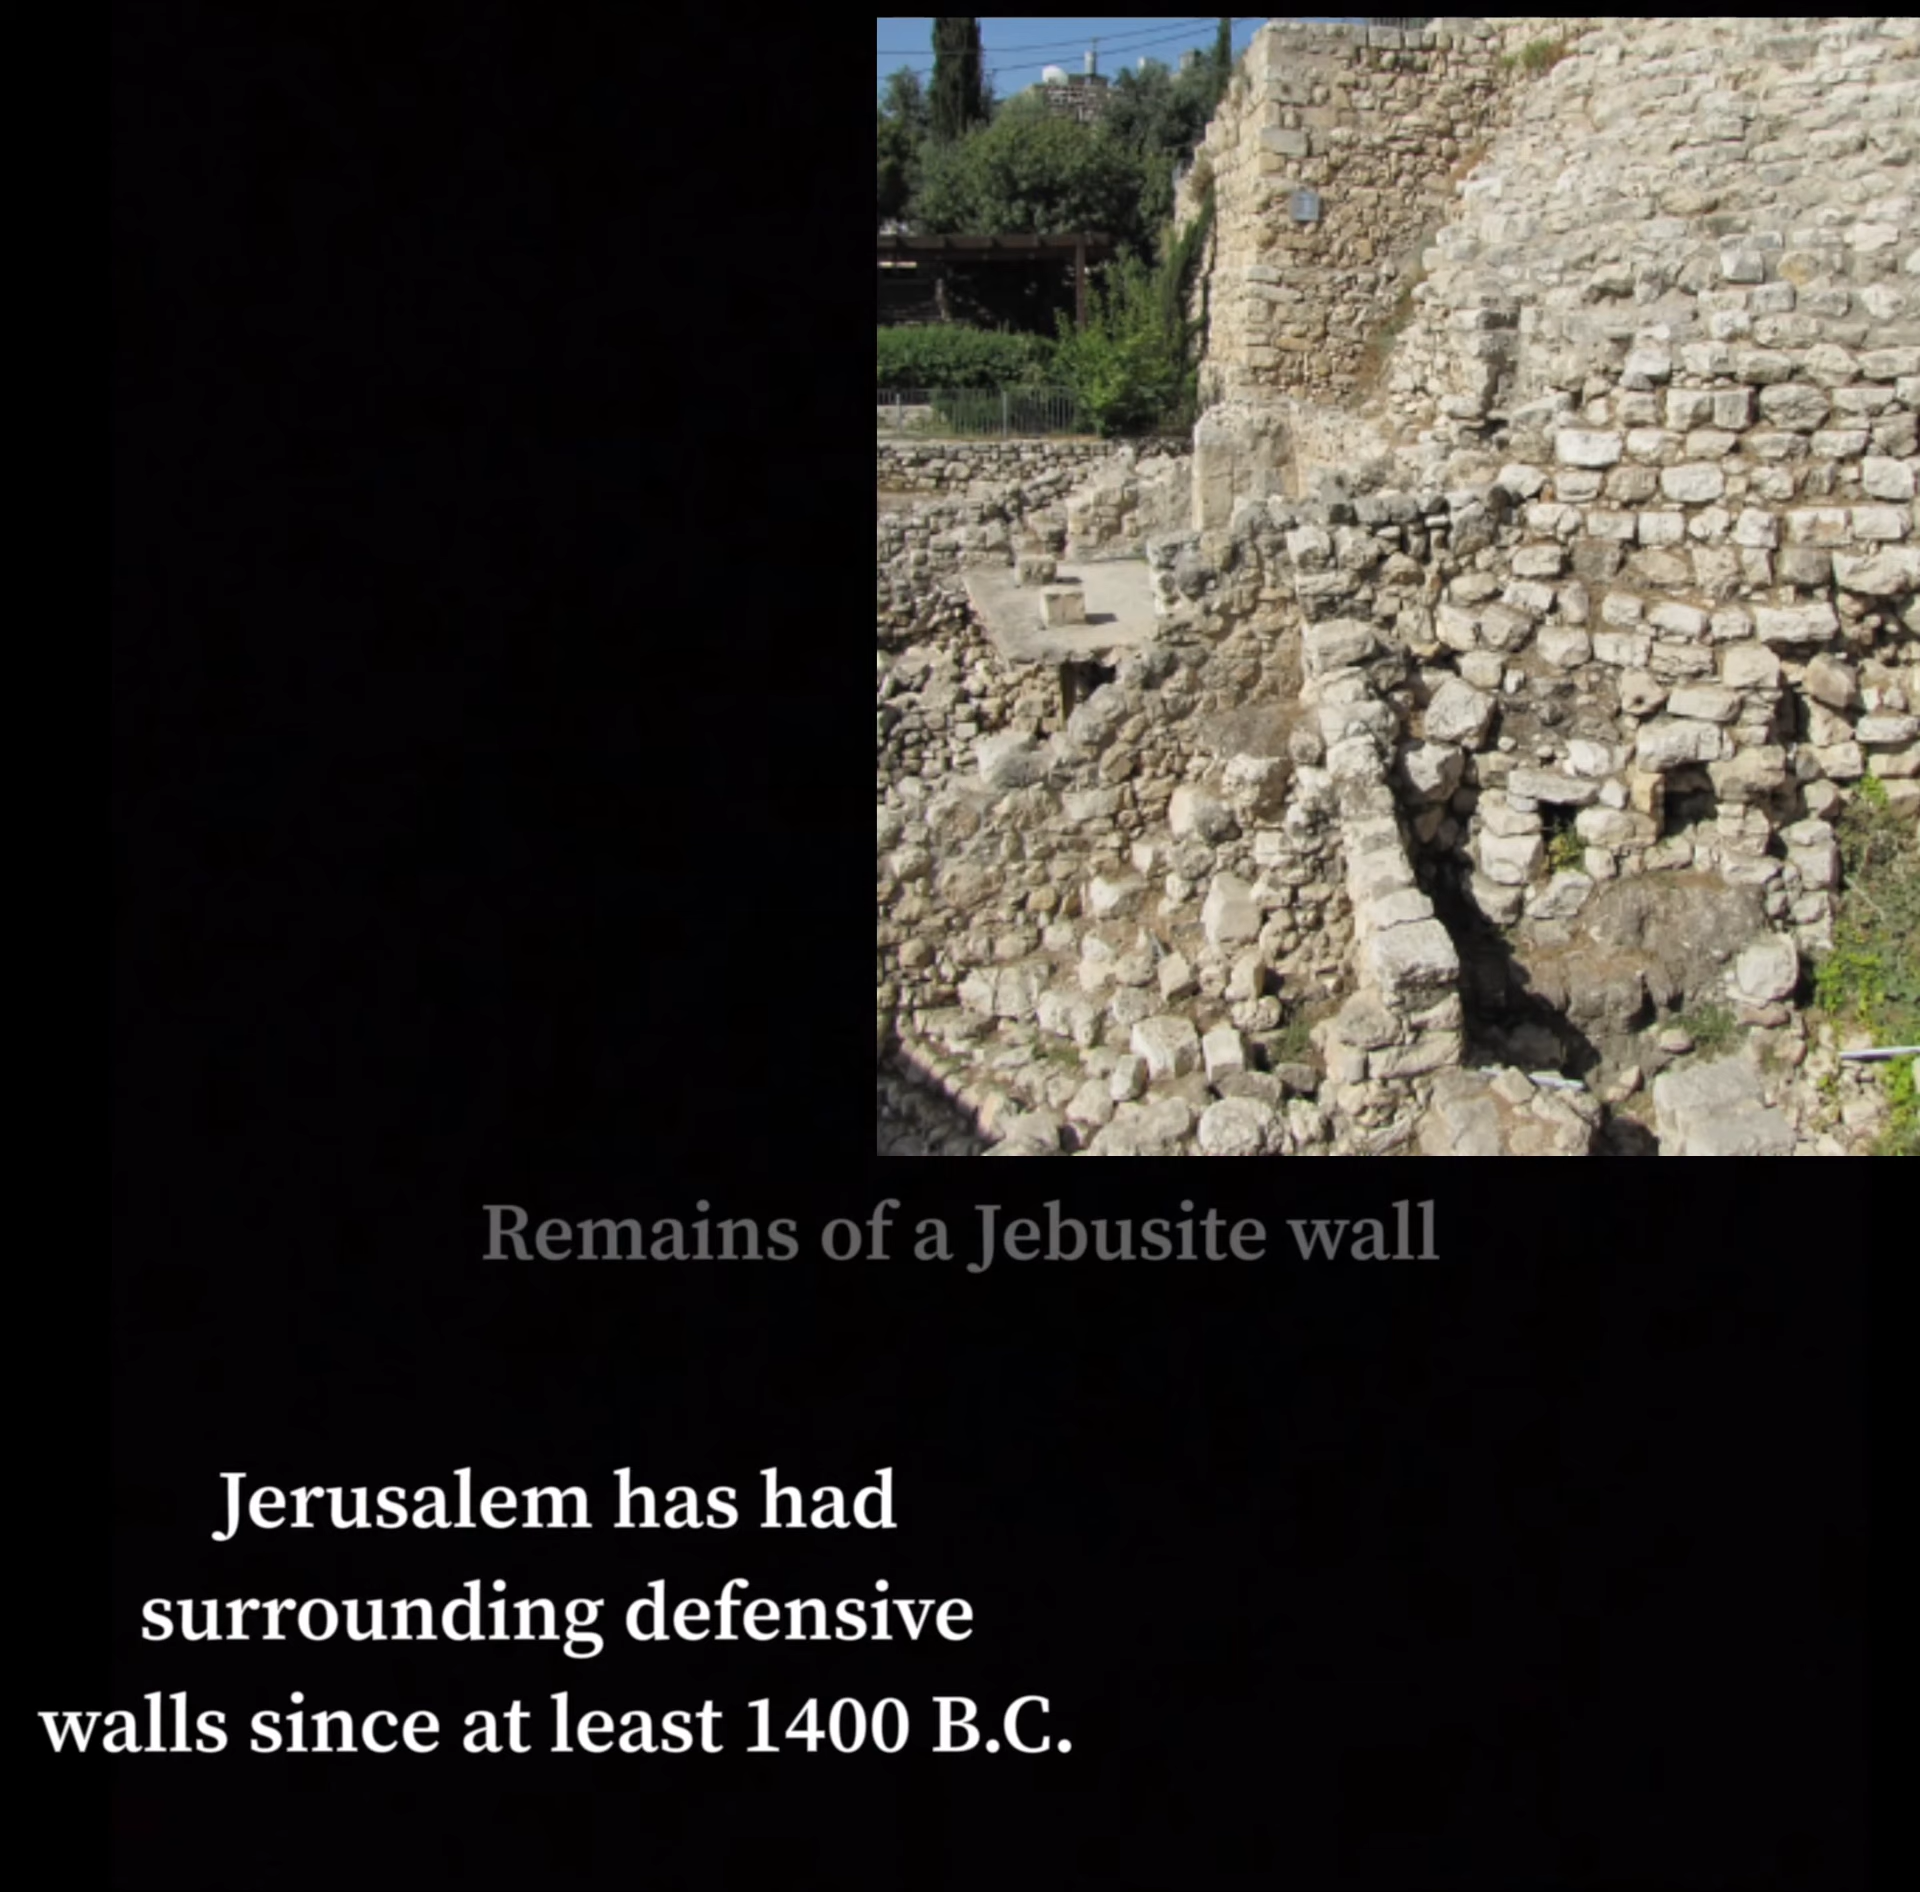 Remains of a Jebusite wall
Jerusalem has had
surrounding defensive
walls since at least 1400 B.C.